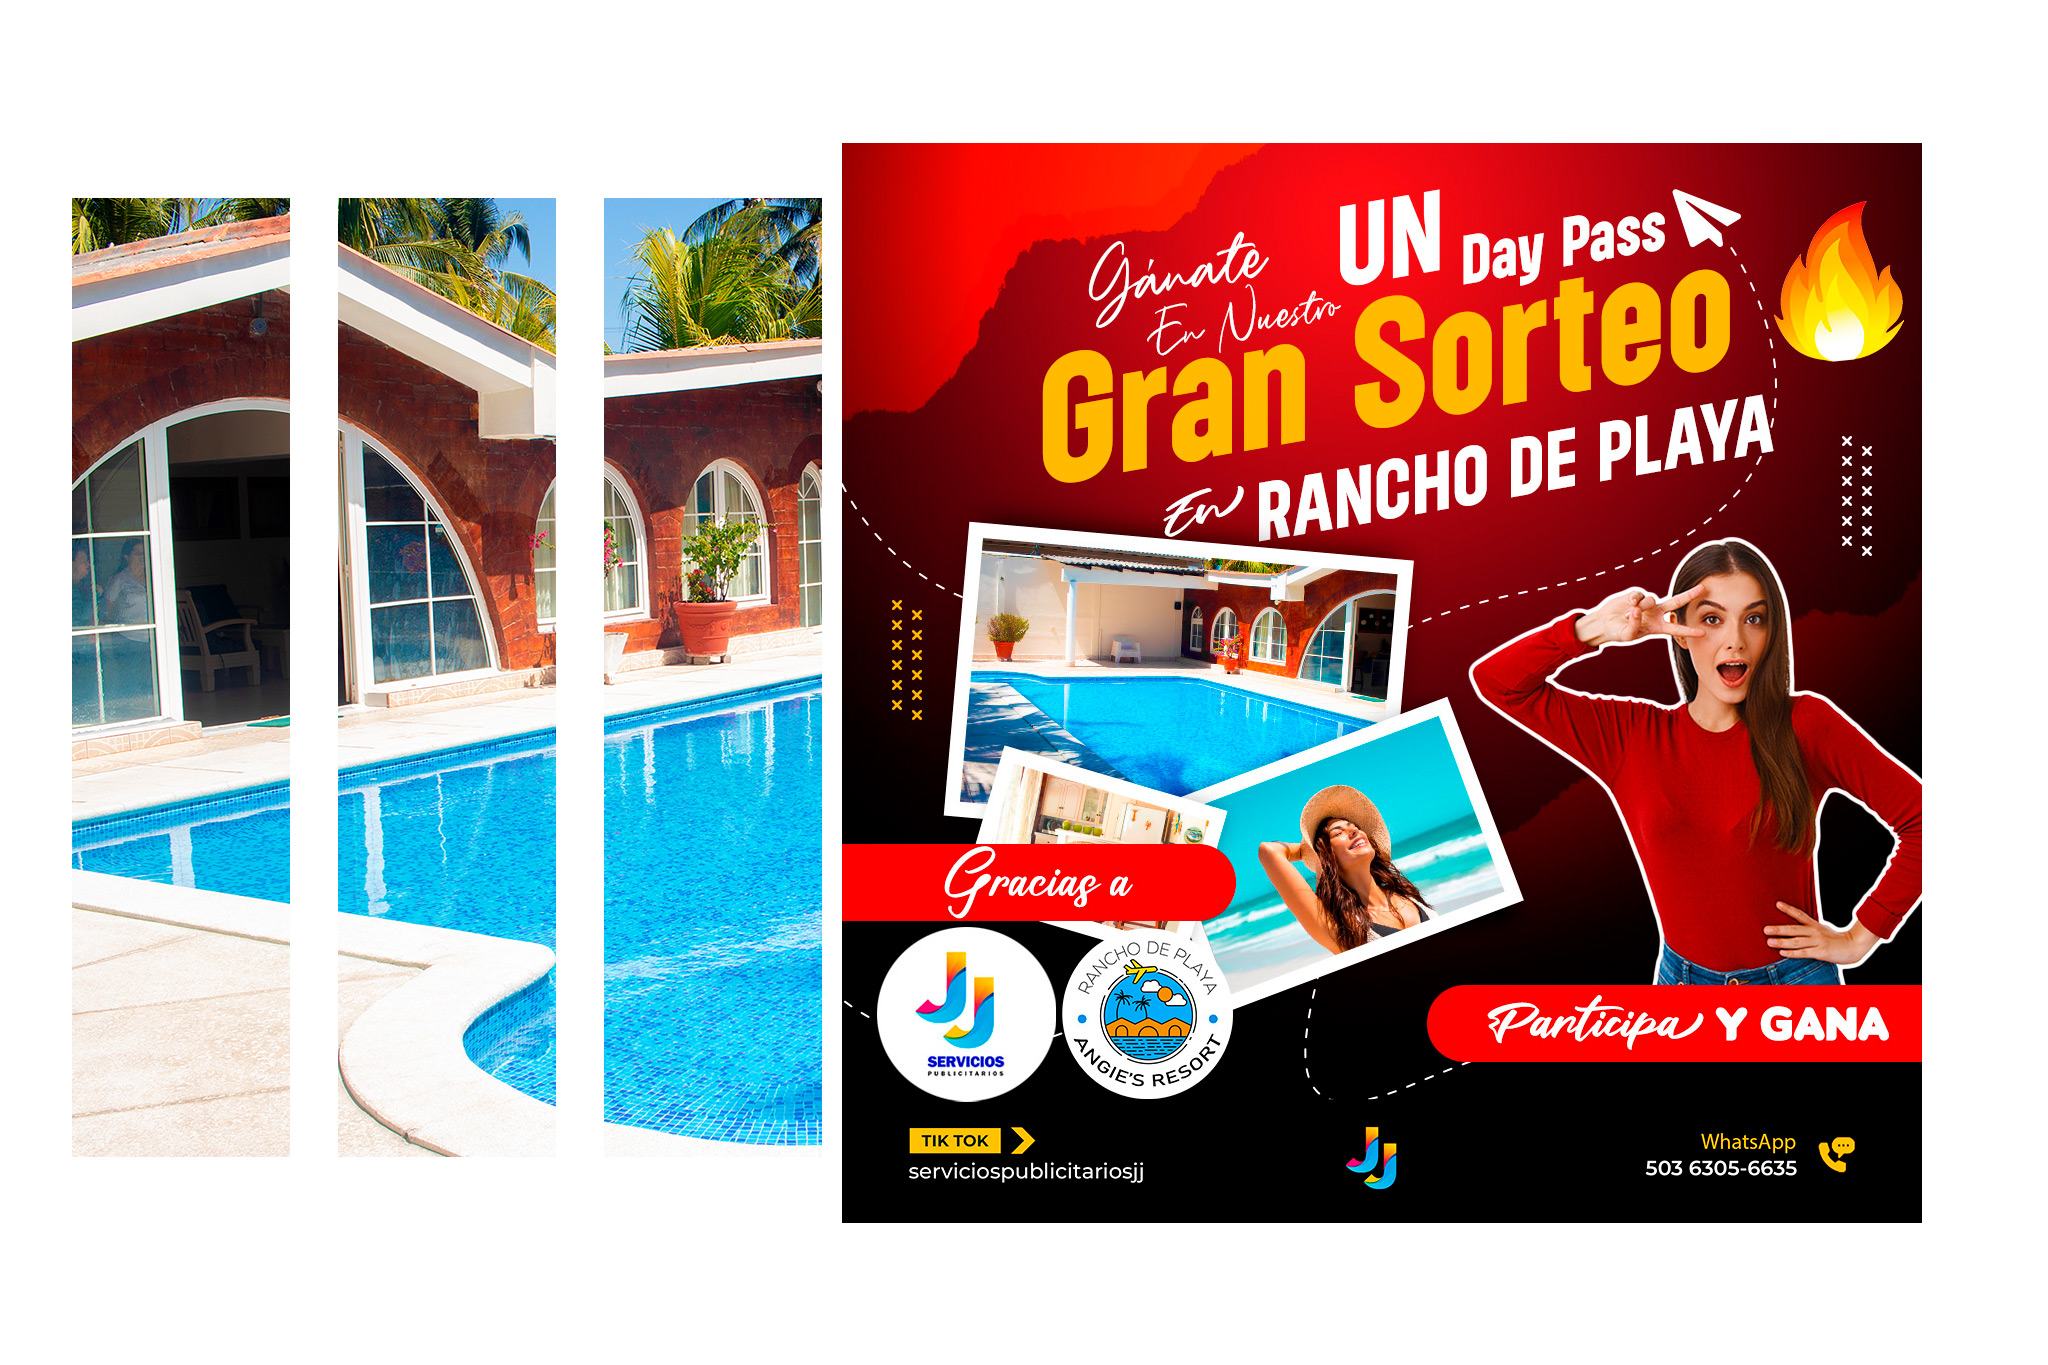 Gánate
UN Day Pass
En Nuestro
Gran Sorteo
En RANCHO DE PLAYA
Gracias a
SERVICIOS
PUBLICITARIOS
RANCHO DE PLAYA
ANGIE'S RESORT
Participa Y GANA
TIK TOK
serviciospublicitariosjj
WhatsApp
503 6305-6635